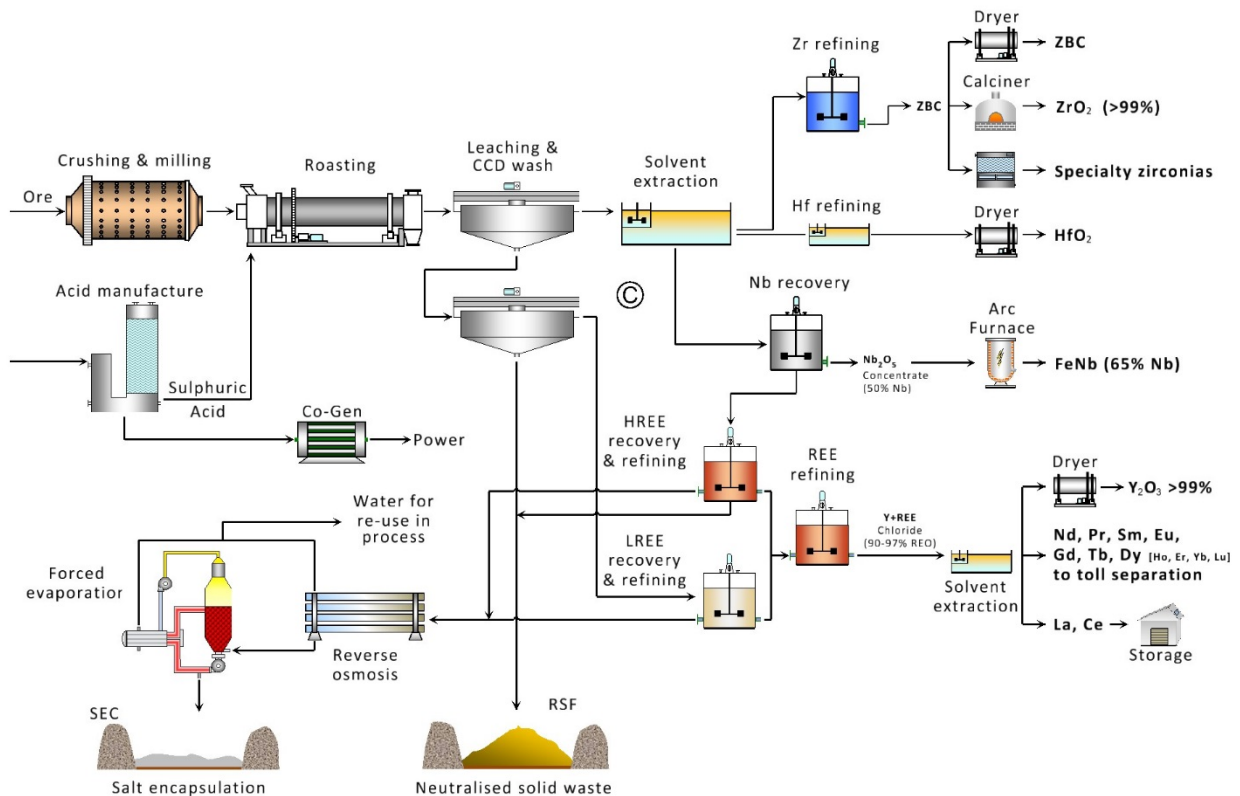 Dryer
ZBC
Zr refining
Calciner
ZBC
ZrO₂ (>99%)
Crushing & milling
Roasting
Leaching &
CCD wash
Solvent
extraction
Specialty zirconias
Ore
Hf refining
Dryer
HfO₂
Acid manufacture
©
Nb recovery
Arc
Furnace
Nb₂O₅
Concentrate
(50% Nb)
FeNb (65% Nb)
Sulphuric
Acid
Co-Gen
Power
HREE
recovery
& refining
REE
refining
Dryer
Y₂O₃ >99%
Water for
re-use in
process
Y+REE
Chloride
(90-97% REO)
Nd, Pr, Sm, Eu,
Gd, Tb, Dy [Ho, Er, Yb, Lu]
to toll separation
Forced
evaporation
LREE
recovery
& refining
Solvent
extraction
La, Ce
Storage
Reverse
osmosis
SEC
RSF
Salt encapsulation
Neutralised solid waste